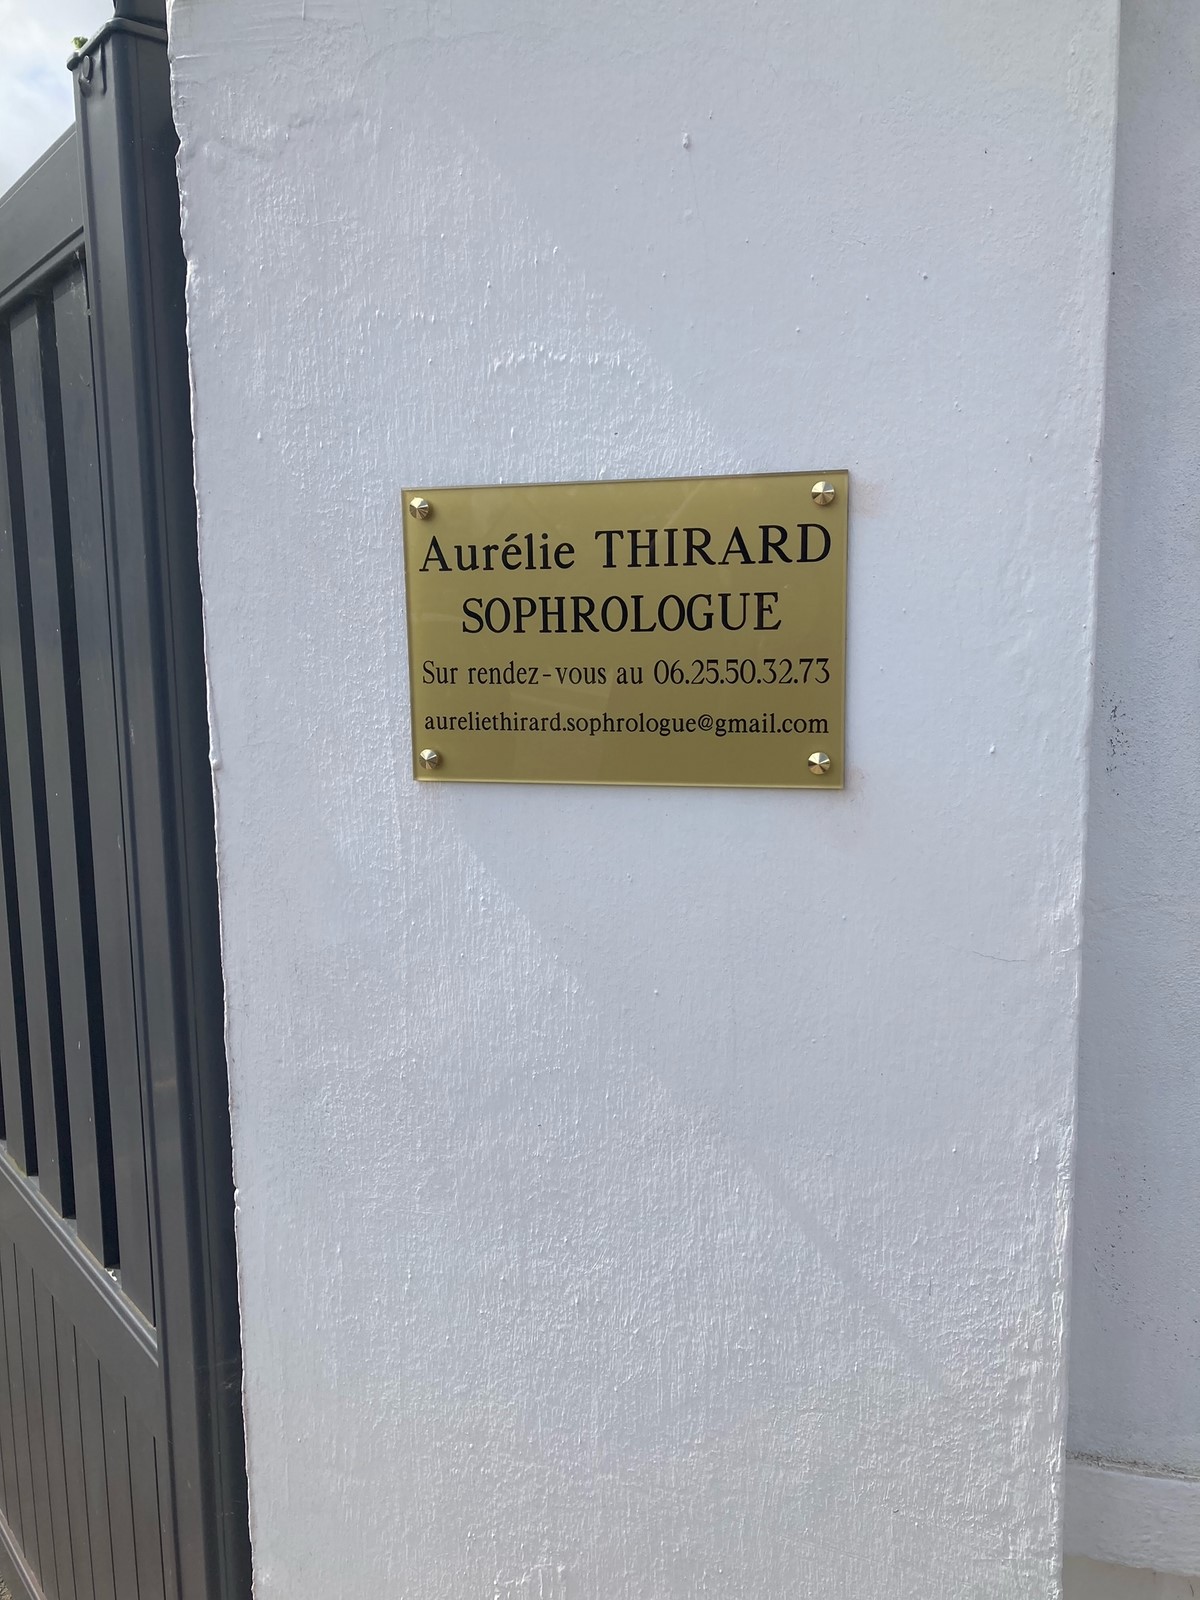 Aurélie THIRARD
SOPHROLOGUE
Sur rendez-vous au 06.25.50.32.73
aureliethirard.sophrologue@gmail.com